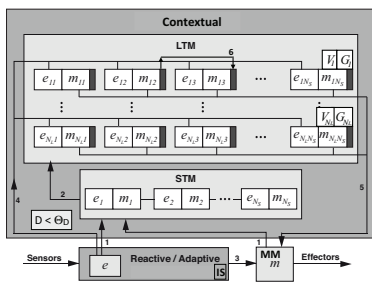 Contextual
LTM
6
V1 G1
e11 m11 e12 m12 e13 m13 ... e1NS m1NS
VNL GNL
eNL1 mNL1 eNL2 mNL2 eNL3 mNL3 ... eNLNS mNLNS
STM
2
e1 m1 e2 m2 ... eNS mNS
4
5
D < ΘD
1
1
Sensors
Reactive / Adaptive
e
IS
3
MM
m
Effectors